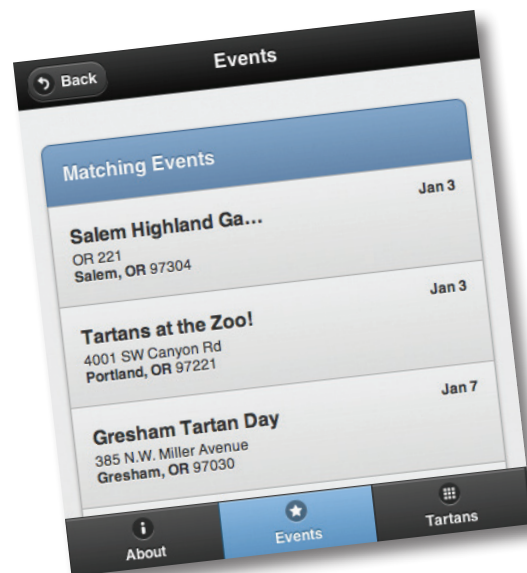 Back
Events
Matching Events
Salem Highland Ga...
Jan 3
OR 221
Salem, OR 97304
Tartans at the Zoo!
Jan 3
4001 SW Canyon Rd
Portland, OR 97221
Gresham Tartan Day
Jan 7
385 N.W. Miller Avenue
Gresham, OR 97030
About
Events
Tartans